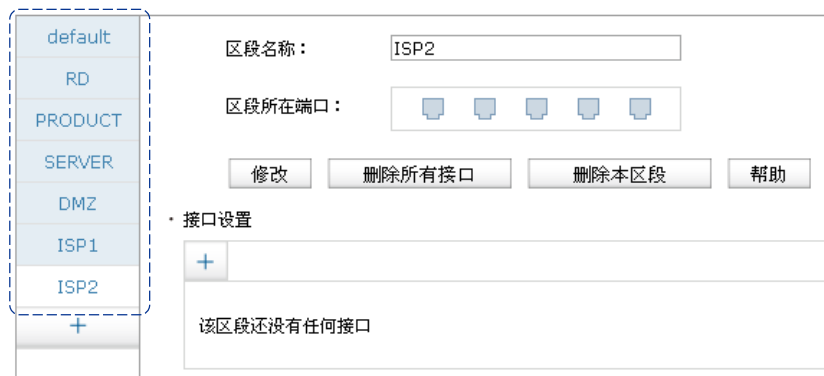 default
RD
PRODUCT
SERVER
DMZ
ISP1
ISP2
+
区段名称：
ISP2
区段所在端口：
修改 删除所有接口 删除本区段 帮助
· 接口设置
+
该区段还没有任何接口